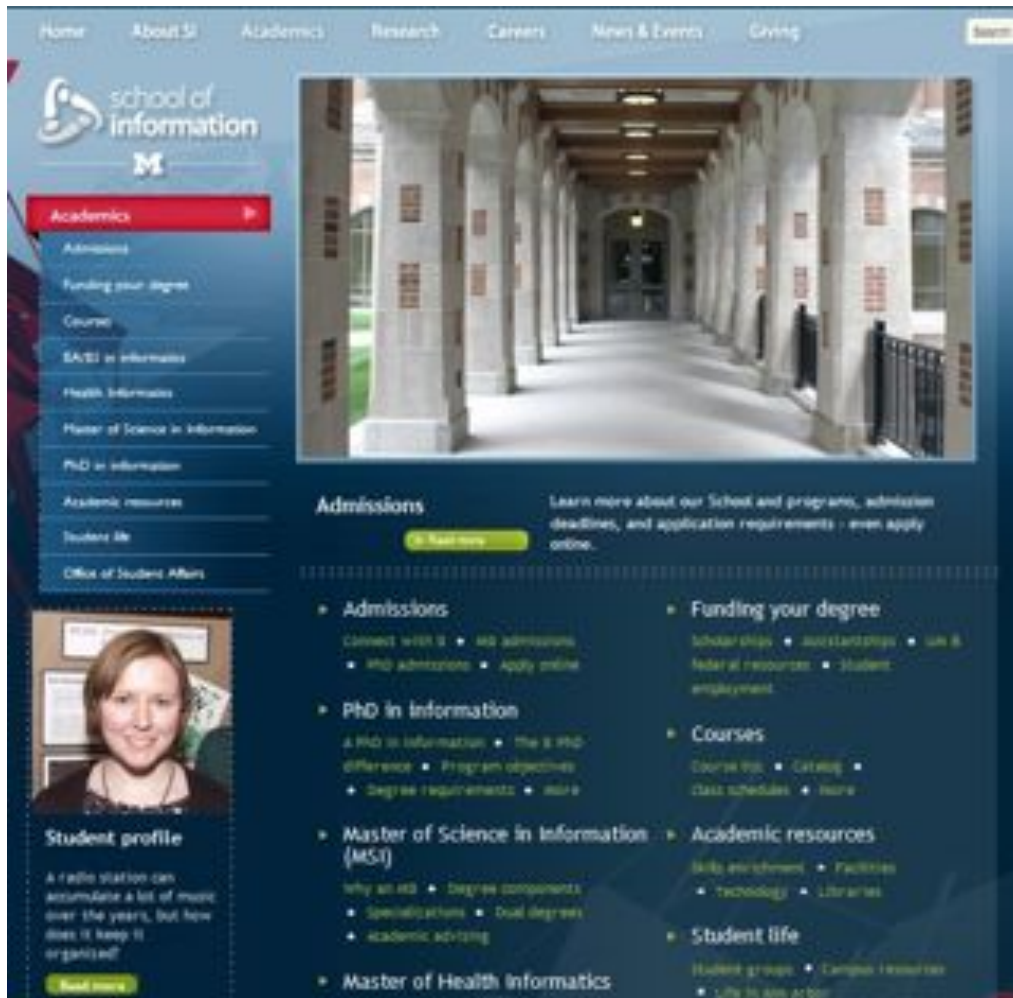 Home About SI Academics Research Careers News & Events Giving Search
school of
information
M
Academics
Admissions
Funding your degree
Courses
BA/BS in informatics
Health Informatics
Master of Science in Information
PhD in information
Academic resources
Student life
Office of Student Affairs
Admissions
Read more
Learn more about our School and programs, admission
deadlines, and application requirements - even apply
online.
Admissions
Connect with SI • MSI admissions
• PhD admissions • Apply online
PhD in Information
A PhD in Information • The SI PhD
difference • Program objectives
• Degree requirements • more
Master of Science in Information
(MSI)
Why an MSI • Degree components
• Specializations • Dual degrees
• Academic advising
Master of Health Informatics
Funding your degree
Scholarships • Assistantships • UM &
federal resources • Student
employment
Courses
Course list • Catalog •
Class schedules • more
Academic resources
Skills enrichment • Facilities
• Technology • Libraries
Student life
Student groups • Campus resources
• Life in Ann Arbor
Student profile
A radio station can
accumulate a lot of music
over the years, but how
does it keep it
organized?
Read more